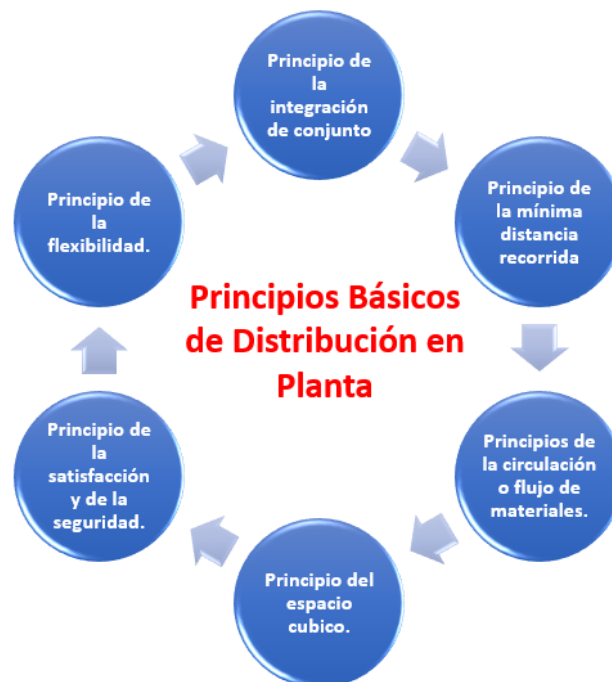 Principio de
la
integración
de conjunto
Principio de
la mínima
distancia
recorrida
Principios de
la circulación
o flujo de
materiales.
Principio del
espacio
cubico.
Principio de
la
satisfacción
y de la
seguridad.
Principio de
la
flexibilidad.
Principios Básicos
de Distribución en
Planta